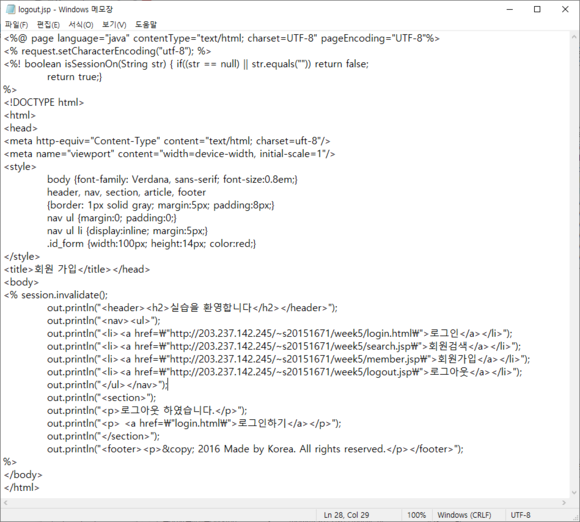 logout.jsp - Windows 메모장
파일(F) 편집(E) 서식(O) 보기(V) 도움말
<%@ page language="java" contentType="text/html; charset=UTF-8" pageEncoding="UTF-8"%>
<% request.setCharacterEncoding("utf-8"); %>
<%! boolean isSessionOn(String str) { if((str == null) || str.equals("")) return false;
return true;}
%>
<!DOCTYPE html>
<html>
<head>
<meta http-equiv="Content-Type" content="text/html; charset=uft-8"/>
<meta name="viewport" content="width=device-width, initial-scale=1"/>
<style>
body {font-family: Verdana, sans-serif; font-size:0.8em;}
header, nav, section, article, footer
{border: 1px solid gray; margin:5px; padding:8px;}
nav ul {margin:0; padding:0;}
nav ul li {display:inline; margin:5px;}
.id_form {width:100px; height:14px; color:red;}
</style>
<title>회원 가입</title></head>
<body>
<% session.invalidate();
out.println("<header><h2>실습을 환영합니다</h2></header>");
out.println("<nav><ul>");
out.println("<li><a href=₩"http://203.237.142.245/~s20151671/week5/login.html₩">로그인</a></li>");
out.println("<li><a href=₩"http://203.237.142.245/~s20151671/week5/search.jsp₩">회원검색</a></li>");
out.println("<li><a href=₩"http://203.237.142.245/~s20151671/week5/member.jsp₩">회원가입</a></li>");
out.println("<li><a href=₩"http://203.237.142.245/~s20151671/week5/logout.jsp₩">로그아웃</a></li>");
out.println("</ul></nav>");
out.println("<section>");
out.println("<p>로그아웃 하였습니다.</p>");
out.println("<p> <a href=₩"login.html₩">로그인하기</a></p>");
out.println("</section>");
out.println("<footer><p>&copy; 2016 Made by Korea. All rights reserved.</p></footer>");
%>
</body>
</html>
Ln 28, Col 29 100% Windows (CRLF) UTF-8